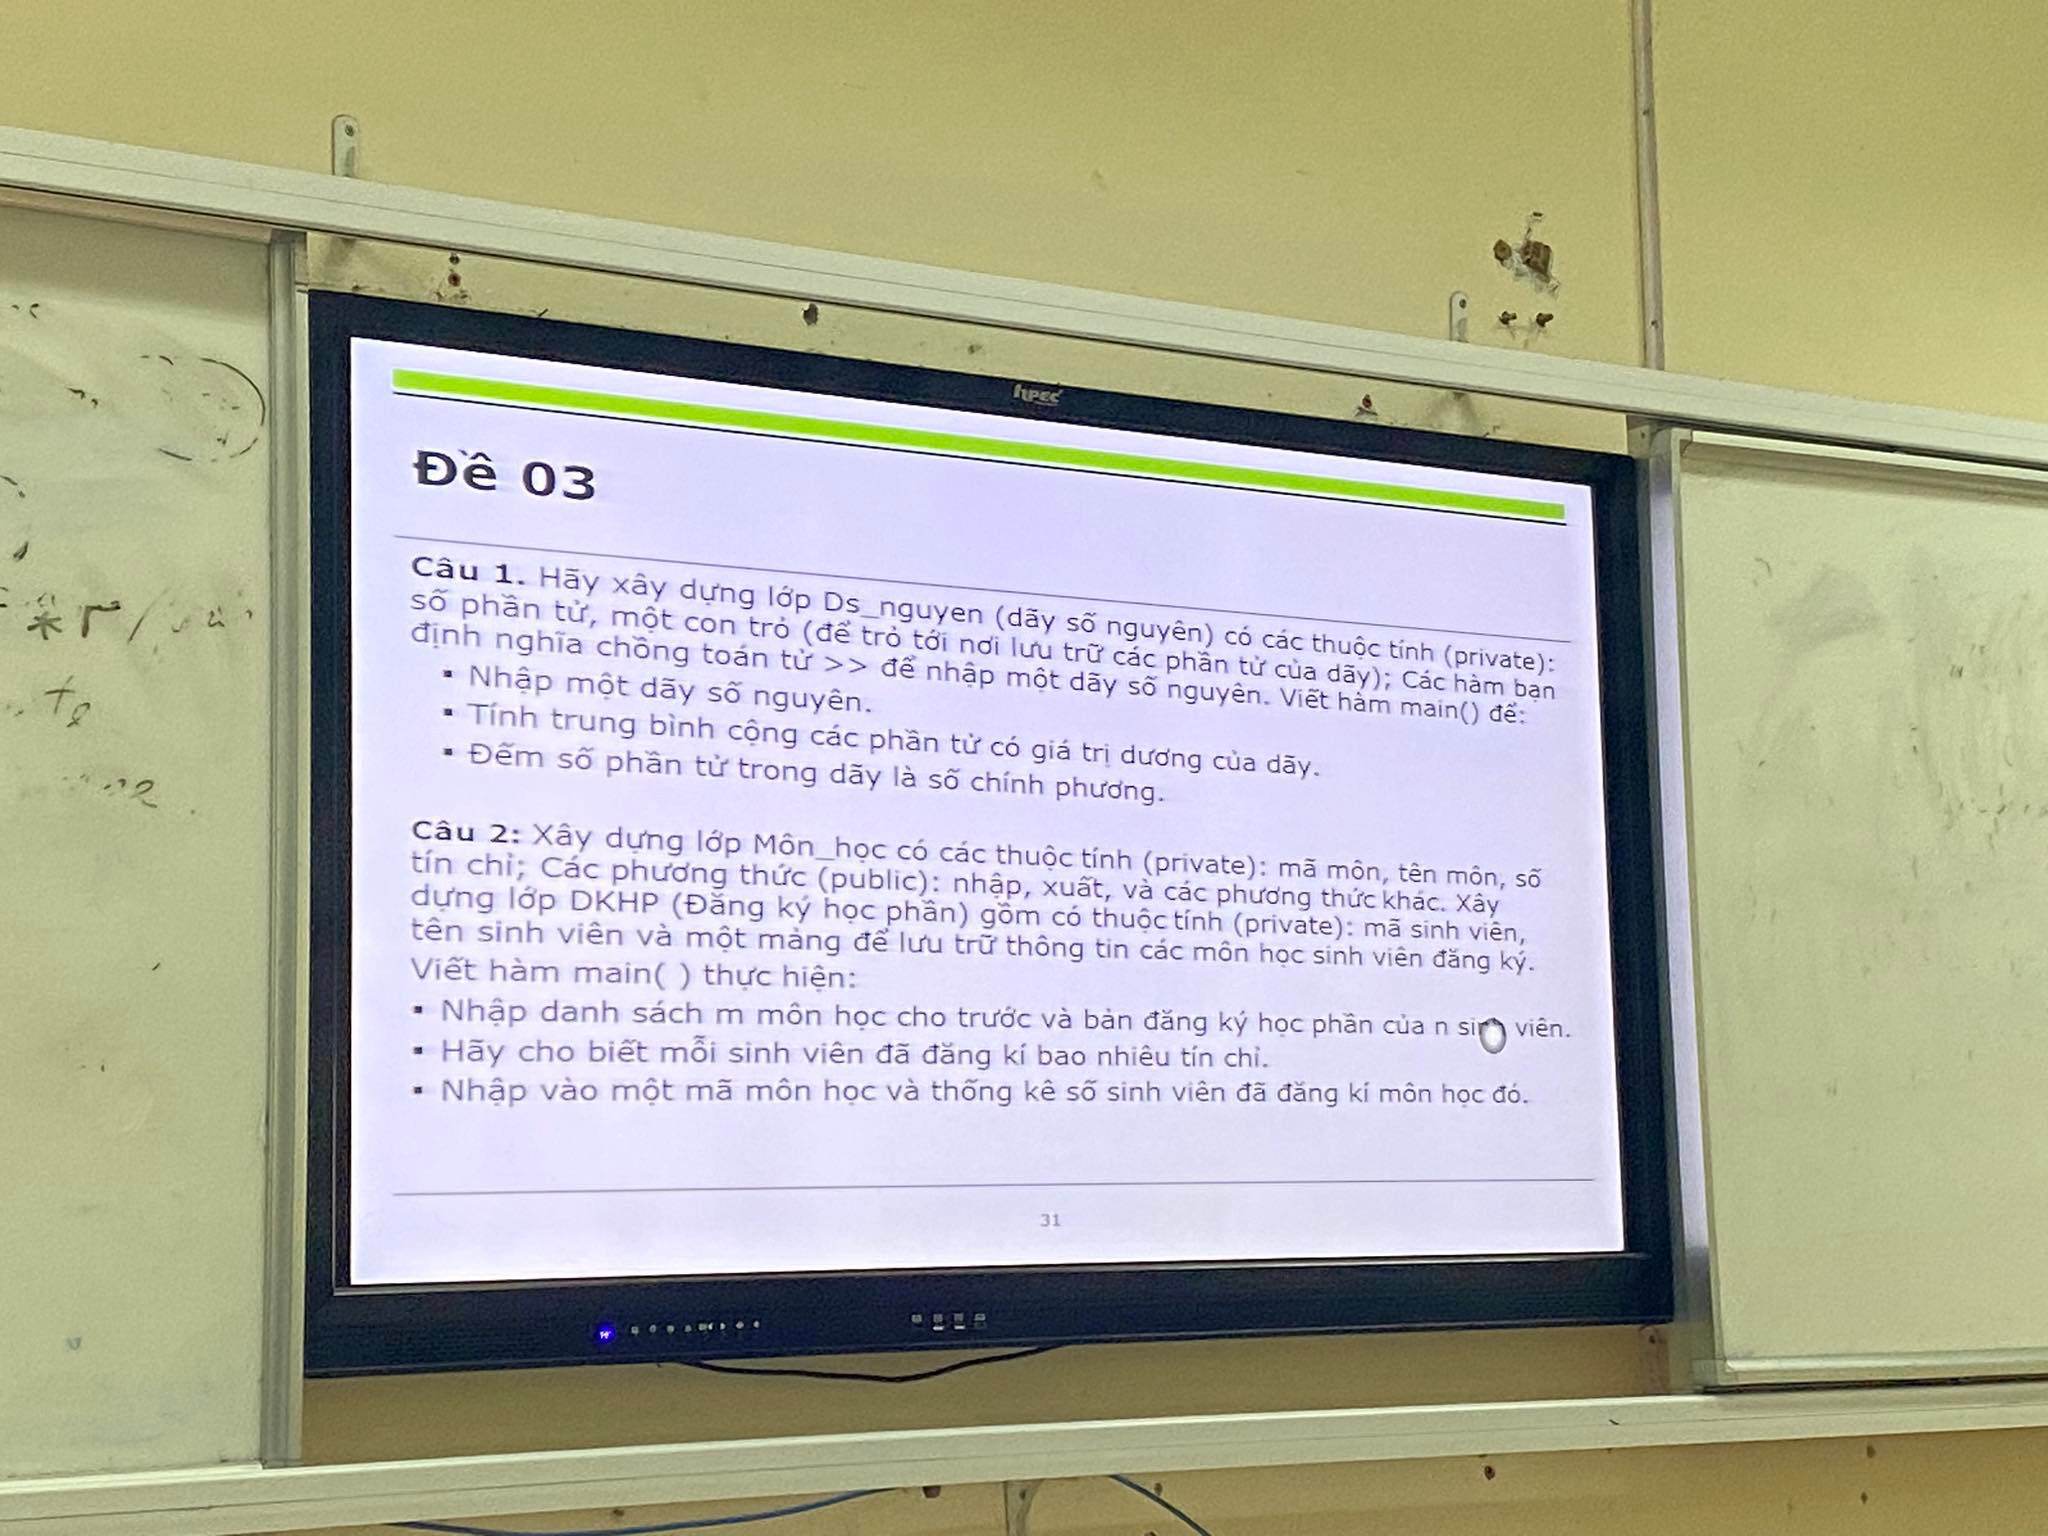 APEC
Đề 03
Câu 1. Hãy xây dựng lớp Ds_nguyen (dãy số nguyên) có các thuộc tính (private):
số phần tử, một con trỏ (để trỏ tới nơi lưu trữ các phần tử của dãy); Các hàm bạn
định nghĩa chồng toán tử >> để nhập một dãy số nguyên. Viết hàm main() để:
▪ Nhập một dãy số nguyên.
▪ Tính trung bình cộng các phần tử có giá trị dương của dãy.
▪ Đếm số phần tử trong dãy là số chính phương.
Câu 2: Xây dựng lớp Môn_học có các thuộc tính (private): mã môn, tên môn, số
tín chỉ; Các phương thức (public): nhập, xuất, và các phương thức khác. Xây
dựng lớp DKHP (Đăng ký học phần) gồm có thuộc tính (private): mã sinh viên,
tên sinh viên và một mảng để lưu trữ thông tin các môn học sinh viên đăng ký.
Viết hàm main( ) thực hiện:
▪ Nhập danh sách m môn học cho trước và bản đăng ký học phần của n sinh viên.
▪ Hãy cho biết mỗi sinh viên đã đăng kí bao nhiêu tín chỉ.
▪ Nhập vào một mã môn học và thống kê số sinh viên đã đăng kí môn học đó.
31